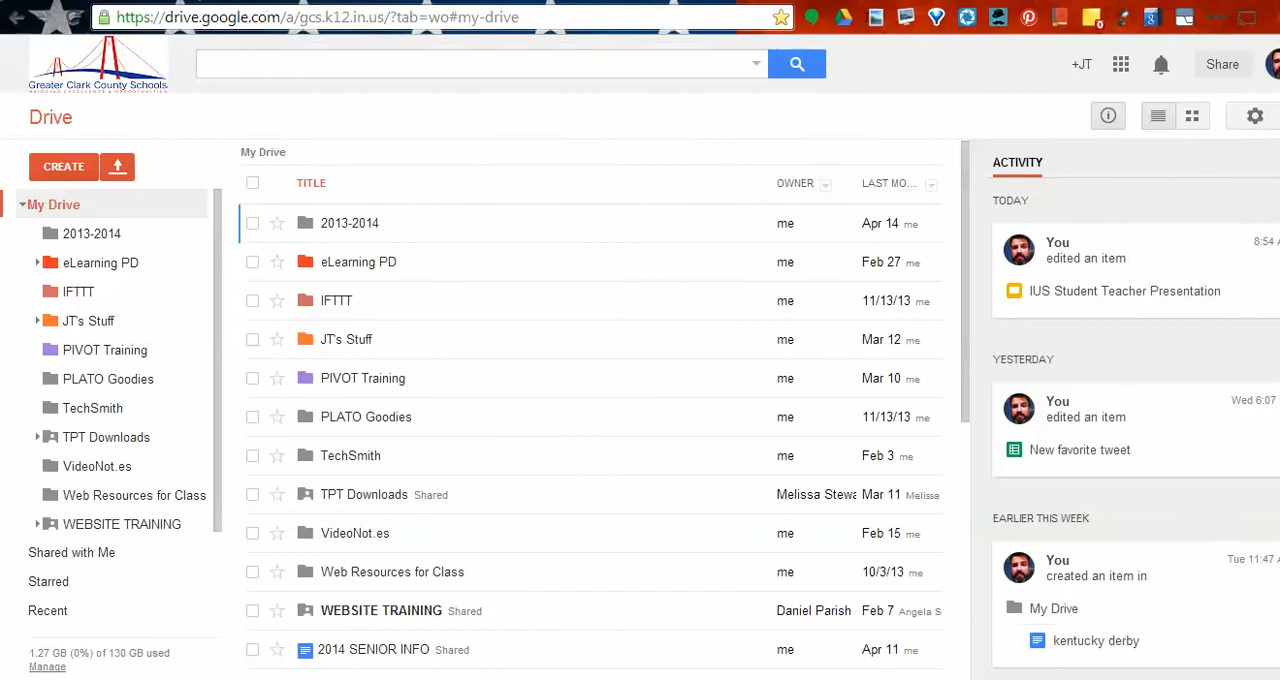 https://drive.google.com/a/gcs.k12.in.us/?tab=wo#my-drive
Greater Clark County Schools
+JT
Share
Drive
CREATE
My Drive
2013-2014
eLearning PD
IFTTT
JT's Stuff
PIVOT Training
PLATO Goodies
TechSmith
TPT Downloads
VideoNot.es
Web Resources for Class
WEBSITE TRAINING
Shared with Me
Starred
Recent
1.27 GB (0%) of 130 GB used
Manage
My Drive
TITLE OWNER LAST MO...
2013-2014 me Apr 14 me
eLearning PD me Feb 27 me
IFTTT me 11/13/13 me
JT's Stuff me Mar 12 me
PIVOT Training me Mar 10 me
PLATO Goodies me 11/13/13 me
TechSmith me Feb 3 me
TPT Downloads Shared Melissa Stewa Mar 11 Melissa
VideoNot.es me Feb 15 me
Web Resources for Class me 10/3/13 me
WEBSITE TRAINING Shared Daniel Parish Feb 7 Angela S
2014 SENIOR INFO Shared me Apr 11 me
ACTIVITY
TODAY
You 8:54 A
edited an item
IUS Student Teacher Presentation
YESTERDAY
You Wed 6:07
edited an item
New favorite tweet
EARLIER THIS WEEK
You Tue 11:47 A
created an item in
My Drive
kentucky derby